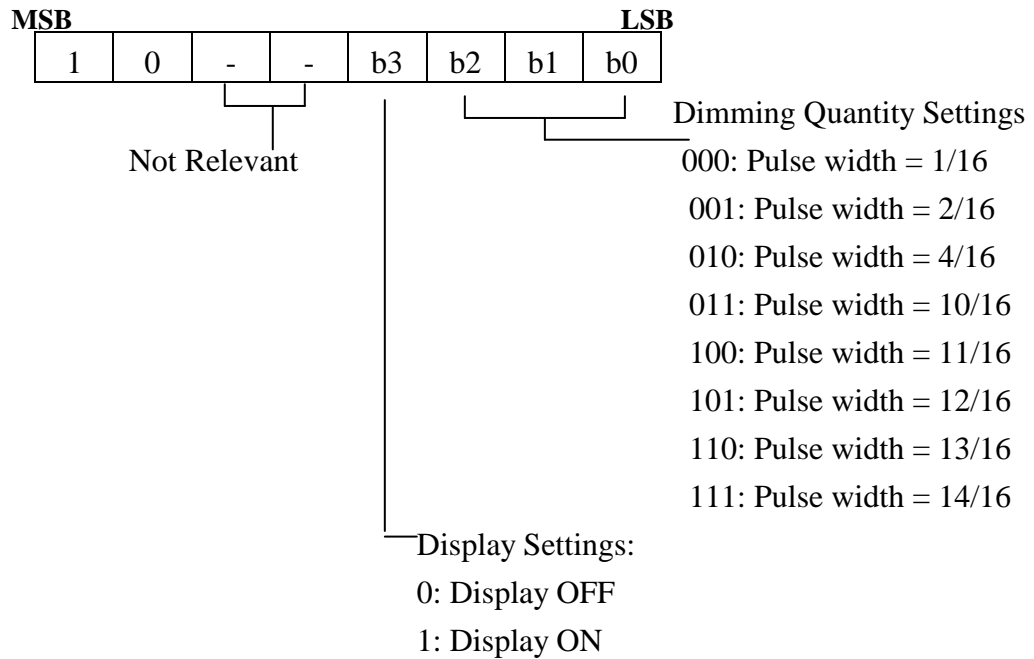 MSB LSB
1 0 - - b3 b2 b1 b0
Dimming Quantity Settings
Not Relevant
000: Pulse width = 1/16
001: Pulse width = 2/16
010: Pulse width = 4/16
011: Pulse width = 10/16
100: Pulse width = 11/16
101: Pulse width = 12/16
110: Pulse width = 13/16
111: Pulse width = 14/16
Display Settings:
0: Display OFF
1: Display ON